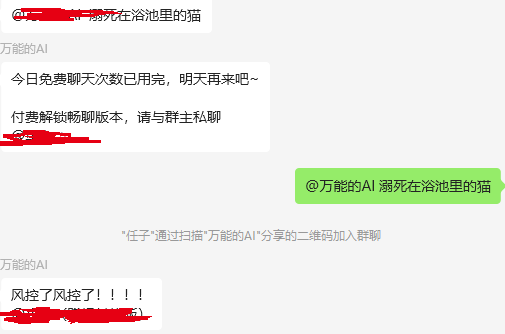 @ 溺死在浴池里的猫
万能的AI
今日免费聊天次数已用完，明天再来吧~
付费解锁畅聊版本，请与群主私聊
@
@万能的AI 溺死在浴池里的猫
"任子"通过扫描"万能的AI"分享的二维码加入群聊
万能的AI
风控了风控了！！！！